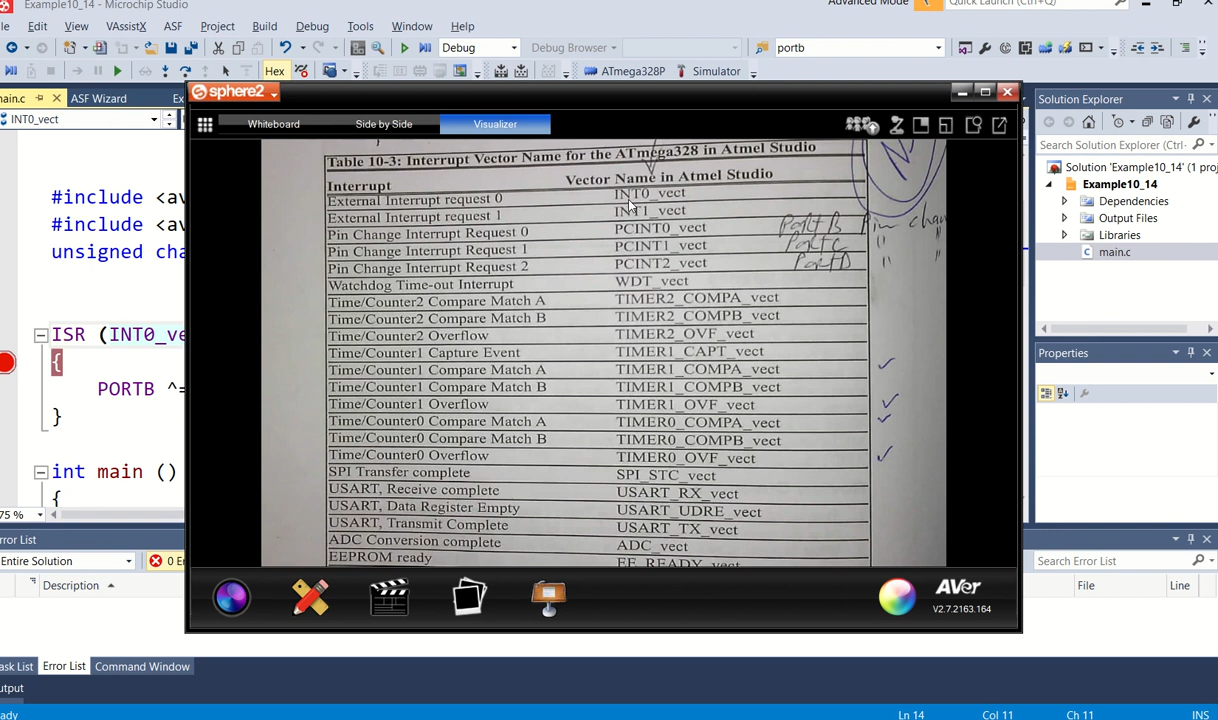 Example10_14 - Microchip Studio
Advanced Mode
Quick Launch (Ctrl+Q)
Edit View VAssistX ASF Project Build Debug Tools Window Help
Debug Debug Browser portb
Hex ATmega328P Simulator
main.c ASF Wizard
INT0_vect
#include <av
#include <av
unsigned cha
ISR (INT0_ve
{
PORTB ^=
}
int main ()
{
75 %
sphere2
Whiteboard Side by Side Visualizer
Table 10-3: Interrupt Vector Name for the ATmega328 in Atmel Studio
Interrupt Vector Name in Atmel Studio
External Interrupt request 0 INT0_vect
External Interrupt request 1 INT1_vect
Pin Change Interrupt Request 0 PCINT0_vect Port B Pin chan
Pin Change Interrupt Request 1 PCINT1_vect Port C " "
Pin Change Interrupt Request 2 PCINT2_vect Port D " "
Watchdog Time-out Interrupt WDT_vect
Time/Counter2 Compare Match A TIMER2_COMPA_vect
Time/Counter2 Compare Match B TIMER2_COMPB_vect
Time/Counter2 Overflow TIMER2_OVF_vect
Time/Counter1 Capture Event TIMER1_CAPT_vect
Time/Counter1 Compare Match A TIMER1_COMPA_vect
Time/Counter1 Compare Match B TIMER1_COMPB_vect
Time/Counter1 Overflow TIMER1_OVF_vect
Time/Counter0 Compare Match A TIMER0_COMPA_vect
Time/Counter0 Compare Match B TIMER0_COMPB_vect
Time/Counter0 Overflow TIMER0_OVF_vect
SPI Transfer complete SPI_STC_vect
USART, Receive complete USART_RX_vect
USART, Data Register Empty USART_UDRE_vect
USART, Transmit Complete USART_TX_vect
ADC Conversion complete ADC_vect
EEPROM ready EE_READY_vect
AVer
V2.7.2163.164
Solution Explorer
Search Solution Explorer
Solution 'Example10_14' (1 proj
Example10_14
Dependencies
Output Files
Libraries
main.c
Properties
Error List
Entire Solution 0 E
Search Error List
Description File Line
Task List Error List Command Window
Output
Ready Ln 14 Col 11 Ch 11 INS